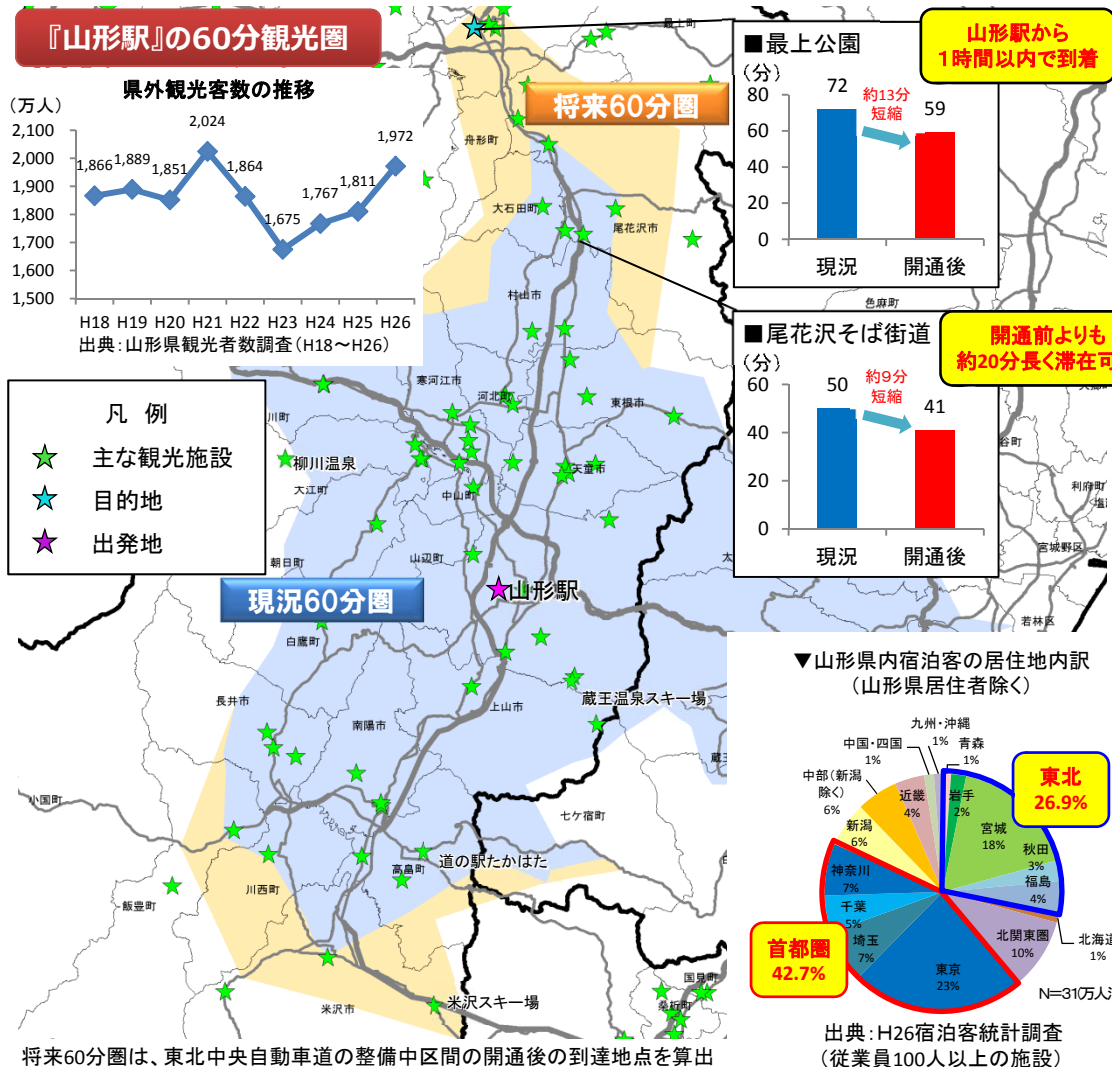 『山形駅』の60分観光圏
県外観光客数の推移
(万人)
2,100
2,000
1,900
1,800
1,700
1,600
1,500
1,866
1,889
1,851
2,024
1,864
1,675
1,767
1,811
1,972
H18 H19 H20 H21 H22 H23 H24 H25 H26
出典：山形県観光者数調査(H18～H26)
凡 例
主な観光施設
目的地
出発地
将来60分圏
現況60分圏
最上町
舟形町
大石田町
尾花沢市
村山市
色麻町
寒河江市
河北町
東根市
川町
柳川温泉
大江町
天童市
中山町
朝日町
山辺町
山形駅
白鷹町
長井市
南陽市
上山市
蔵王温泉スキー場
小国町
七ケ宿町
道の駅たかはた
高畠町
川西町
飯豊町
米沢市
米沢スキー場
国見町
桑折町
谷町
利府町
宮城野区
若林区
■最上公園
(分)
山形駅から
1時間以内で到着
80
60
40
20
0
72
約13分
短縮
59
現況 開通後
■尾花沢そば街道
(分)
開通前よりも
約20分長く滞在可
60
40
20
0
50
約9分
短縮
41
現況 開通後
▼山形県内宿泊客の居住地内訳
(山形県居住者除く)
九州・沖縄
1%
青森
1%
中国・四国
1%
中部(新潟
除く)
6%
近畿
4%
岩手
2%
東北
26.9%
宮城
18%
秋田
3%
福島
4%
新潟
6%
神奈川
7%
千葉
5%
埼玉
7%
首都圏
42.7%
東京
23%
北関東圏
10%
北海道
1%
N=31(万人
出典：H26宿泊客統計調査
(従業員100人以上の施設)
将来60分圏は、東北中央自動車道の整備中区間の開通後の到達地点を算出